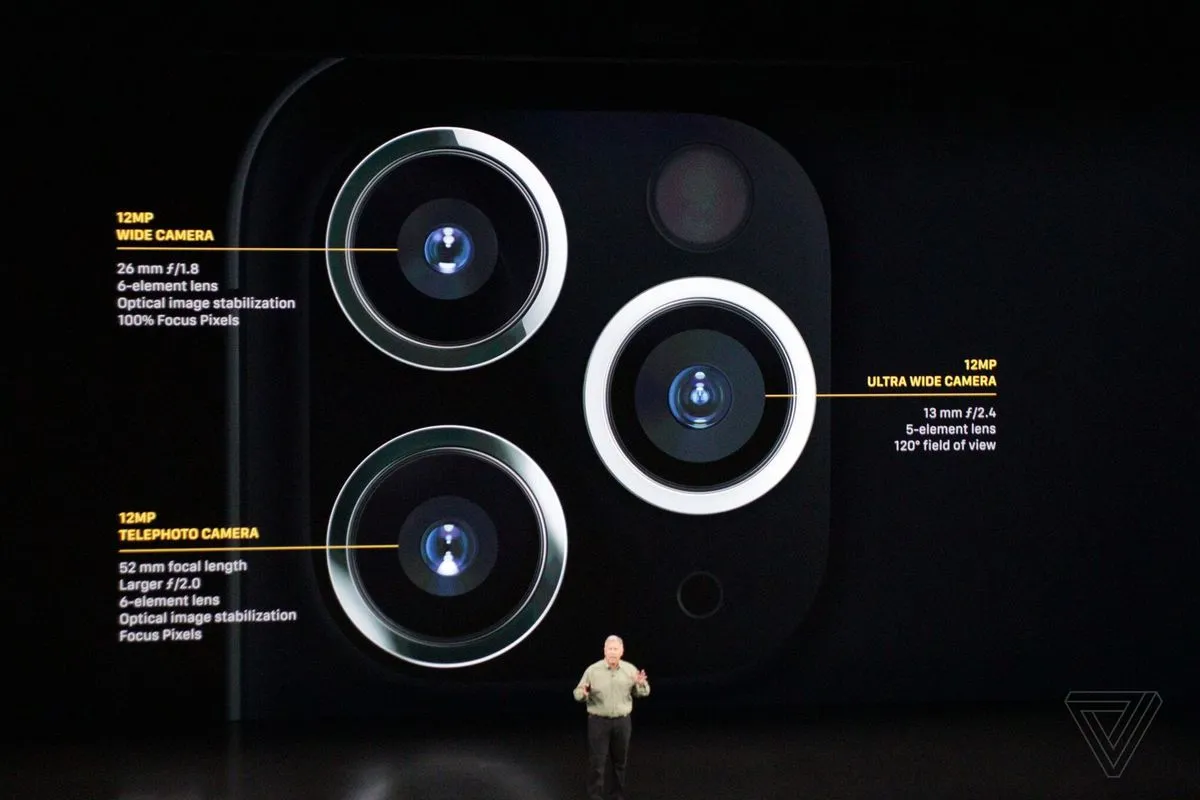 12MP
WIDE CAMERA
26 mm ƒ/1.8
6-element lens
Optical image stabilization
100% Focus Pixels
12MP
ULTRA WIDE CAMERA
13 mm ƒ/2.4
5-element lens
120° field of view
12MP
TELEPHOTO CAMERA
52 mm focal length
Larger ƒ/2.0
6-element lens
Optical image stabilization
Focus Pixels